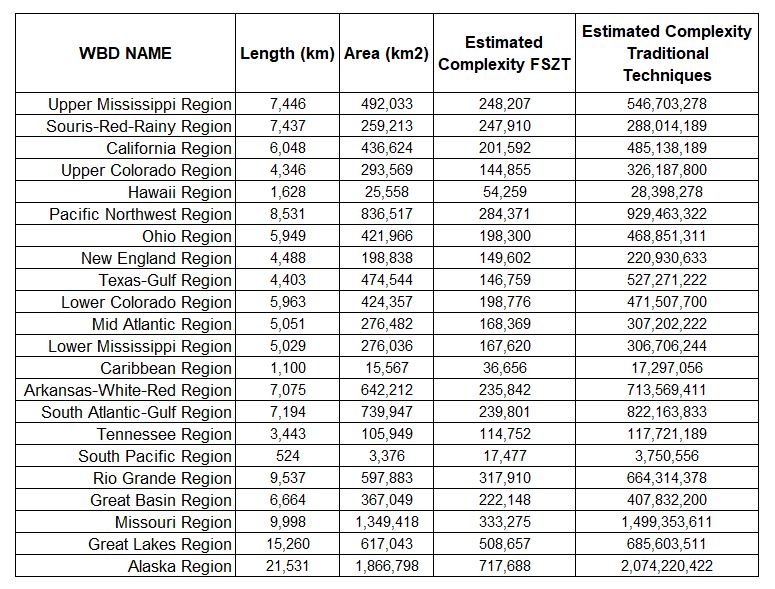 WBD NAME Length (km) Area (km2) Estimated Complexity FSZT Estimated Complexity Traditional Techniques
Upper Mississippi Region 7,446 492,033 248,207 546,703,278
Souris-Red-Rainy Region 7,437 259,213 247,910 288,014,189
California Region 6,048 436,624 201,592 485,138,189
Upper Colorado Region 4,346 293,569 144,855 326,187,800
Hawaii Region 1,628 25,558 54,259 28,398,278
Pacific Northwest Region 8,531 836,517 284,371 929,463,322
Ohio Region 5,949 421,966 198,300 468,851,311
New England Region 4,488 198,838 149,602 220,930,633
Texas-Gulf Region 4,403 474,544 146,759 527,271,222
Lower Colorado Region 5,963 424,357 198,776 471,507,700
Mid Atlantic Region 5,051 276,482 168,369 307,202,222
Lower Mississippi Region 5,029 276,036 167,620 306,706,244
Caribbean Region 1,100 15,567 36,656 17,297,056
Arkansas-White-Red Region 7,075 642,212 235,842 713,569,411
South Atlantic-Gulf Region 7,194 739,947 239,801 822,163,833
Tennessee Region 3,443 105,949 114,752 117,721,189
South Pacific Region 524 3,376 17,477 3,750,556
Rio Grande Region 9,537 597,883 317,910 664,314,378
Great Basin Region 6,664 367,049 222,148 407,832,200
Missouri Region 9,998 1,349,418 333,275 1,499,353,611
Great Lakes Region 15,260 617,043 508,657 685,603,511
Alaska Region 21,531 1,866,798 717,688 2,074,220,422